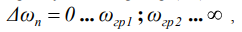 Δω_п = 0 ... ω_гр1 ; ω_гр2 ... ∞ ,